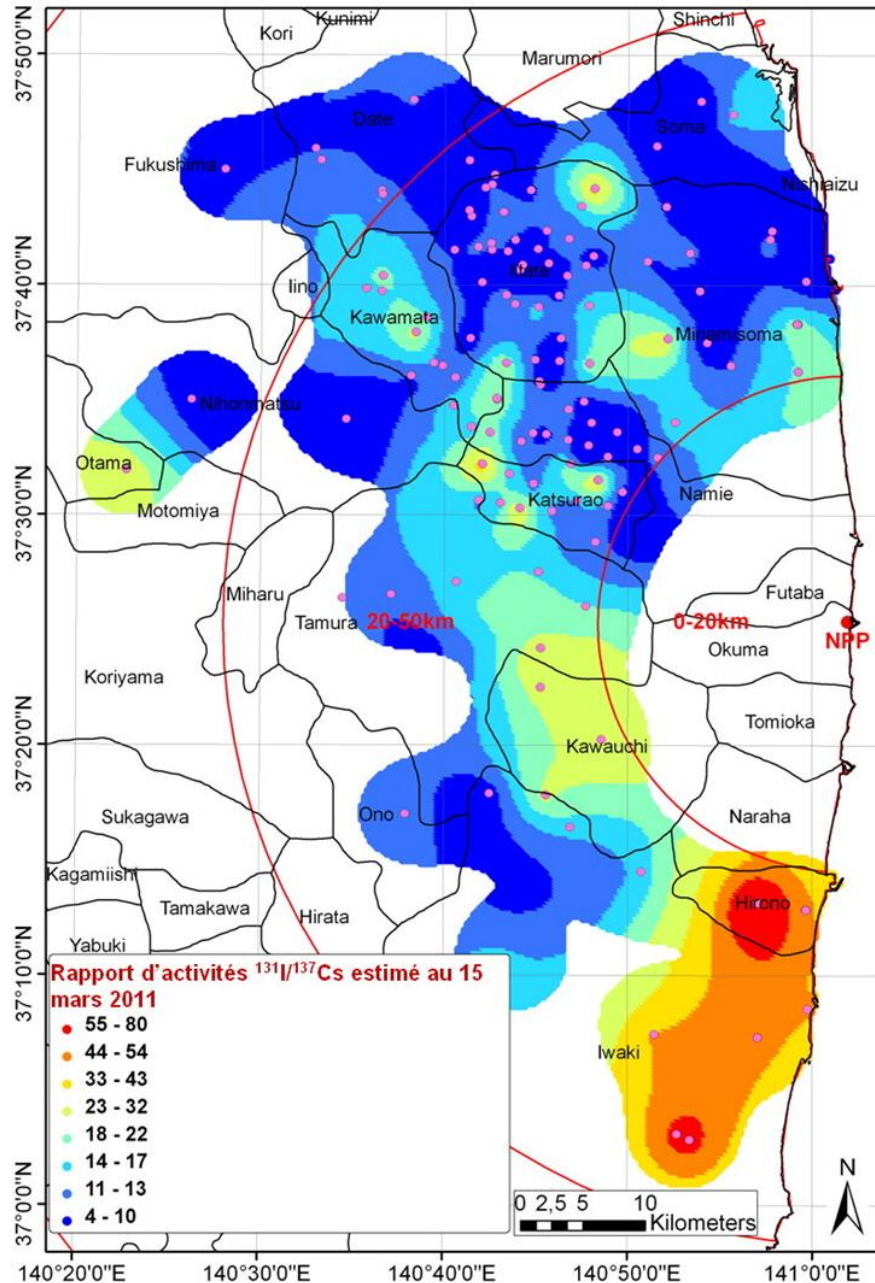 Kunimi
Shinchi
37°50'0"N
Kori
Marumori
Date
Soma
Fukushima
Nishiraizu
37°40'0"N
Iino
Iitate
Kawamata
Minamisoma
Nihonmatsu
Otama
37°30'0"N
Motomiya
Katsurao
Namie
Miharu
Futaba
Tamura
20-50km
0-20km
NPP
Okuma
Koriyama
Tomioka
37°20'0"N
Kawauchi
Sukagawa
Ono
Naraha
Kagamiishi
Tamakawa
Hirata
Hirono
Yabuki
37°10'0"N
Rapport d'activités ¹³¹I/¹³⁷Cs estimé au 15
mars 2011
55 - 80
44 - 54
33 - 43
23 - 32
18 - 22
14 - 17
11 - 13
4 - 10
Iwaki
37°0'0"N
0 2,5 5 10
Kilometers
N
140°20'0"E 140°30'0"E 140°40'0"E 140°50'0"E 141°0'0"E